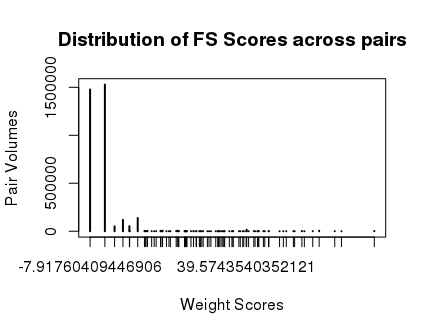 Distribution of FS Scores across pairs
1500000
500000
0
Pair Volumes
-7.91760409446906 39.5743540352121
Weight Scores